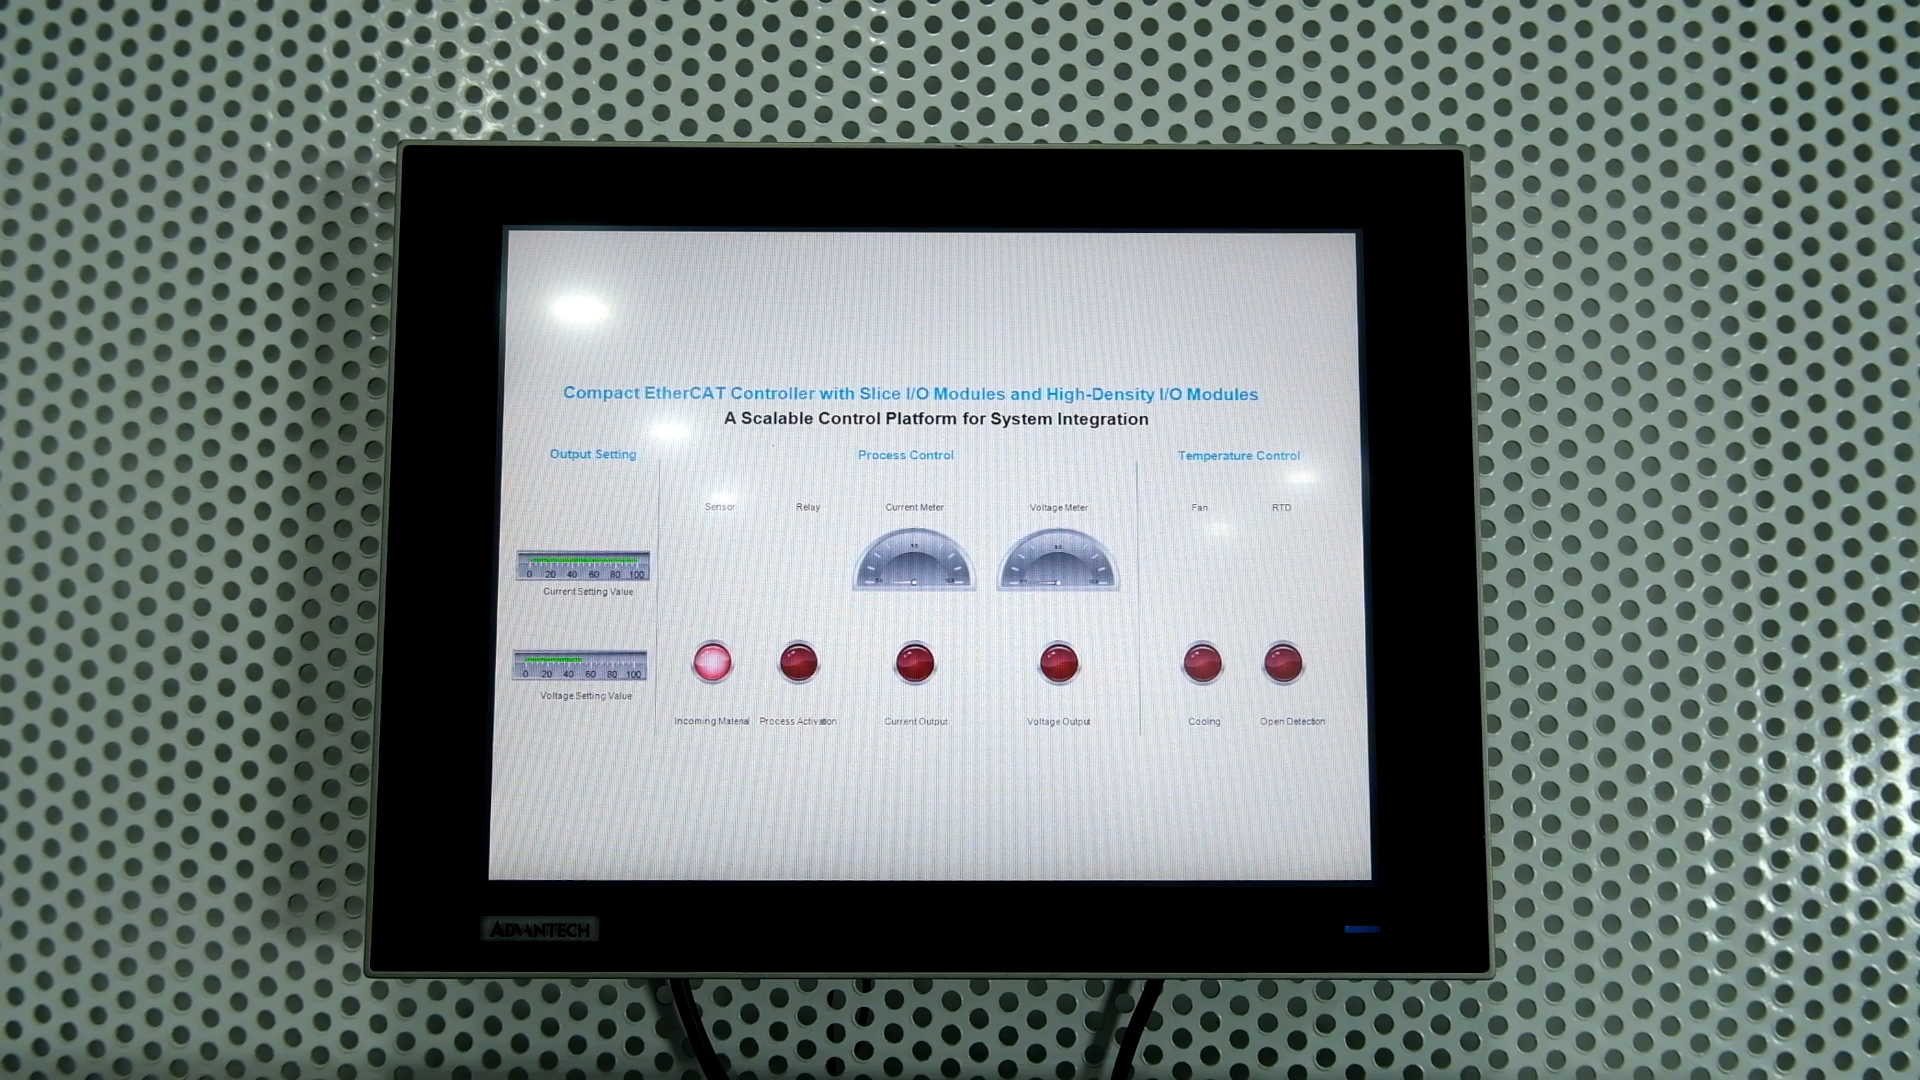 Compact EtherCAT Controller with Slice I/O Modules and High-Density I/O Modules
A Scalable Control Platform for System Integration
Output Setting
Process Control
Temperature Control
Sensor
Relay
Current Meter
Voltage Meter
Fan
RTD
0 20 40 60 80 100
Current Setting Value
0 20 40 60 80 100
Voltage Setting Value
Incoming Material
Process Activation
Current Output
Voltage Output
Cooling
Open Detection
ADVANTECH